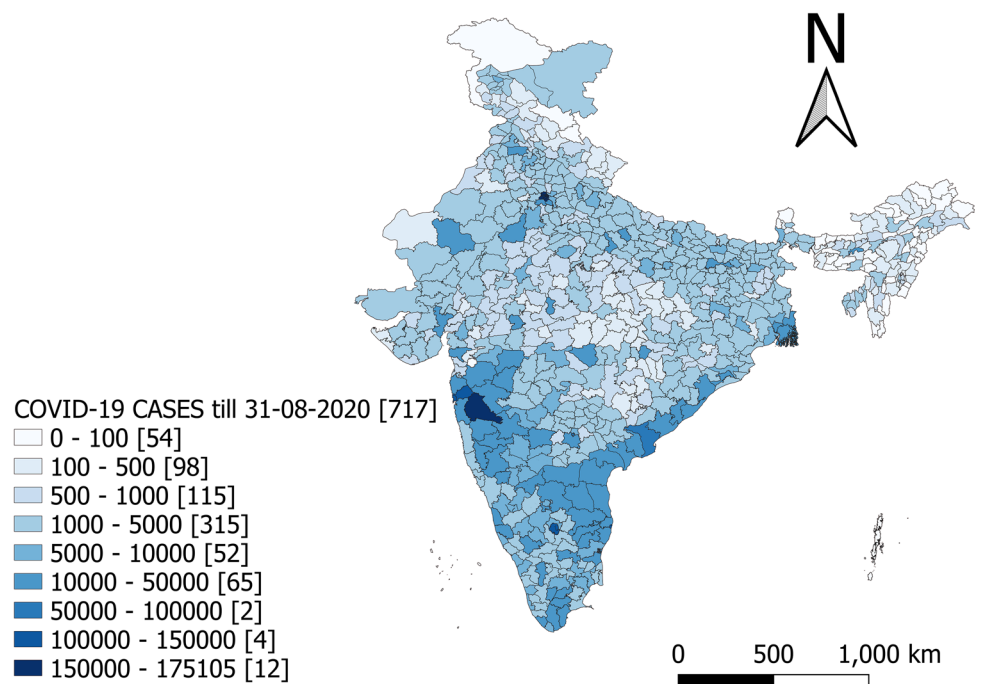 N
COVID-19 CASES till 31-08-2020 [717]
0 - 100 [54]
100 - 500 [98]
500 - 1000 [115]
1000 - 5000 [315]
5000 - 10000 [52]
10000 - 50000 [65]
50000 - 100000 [2]
100000 - 150000 [4]
150000 - 175105 [12]
0 500 1,000 km